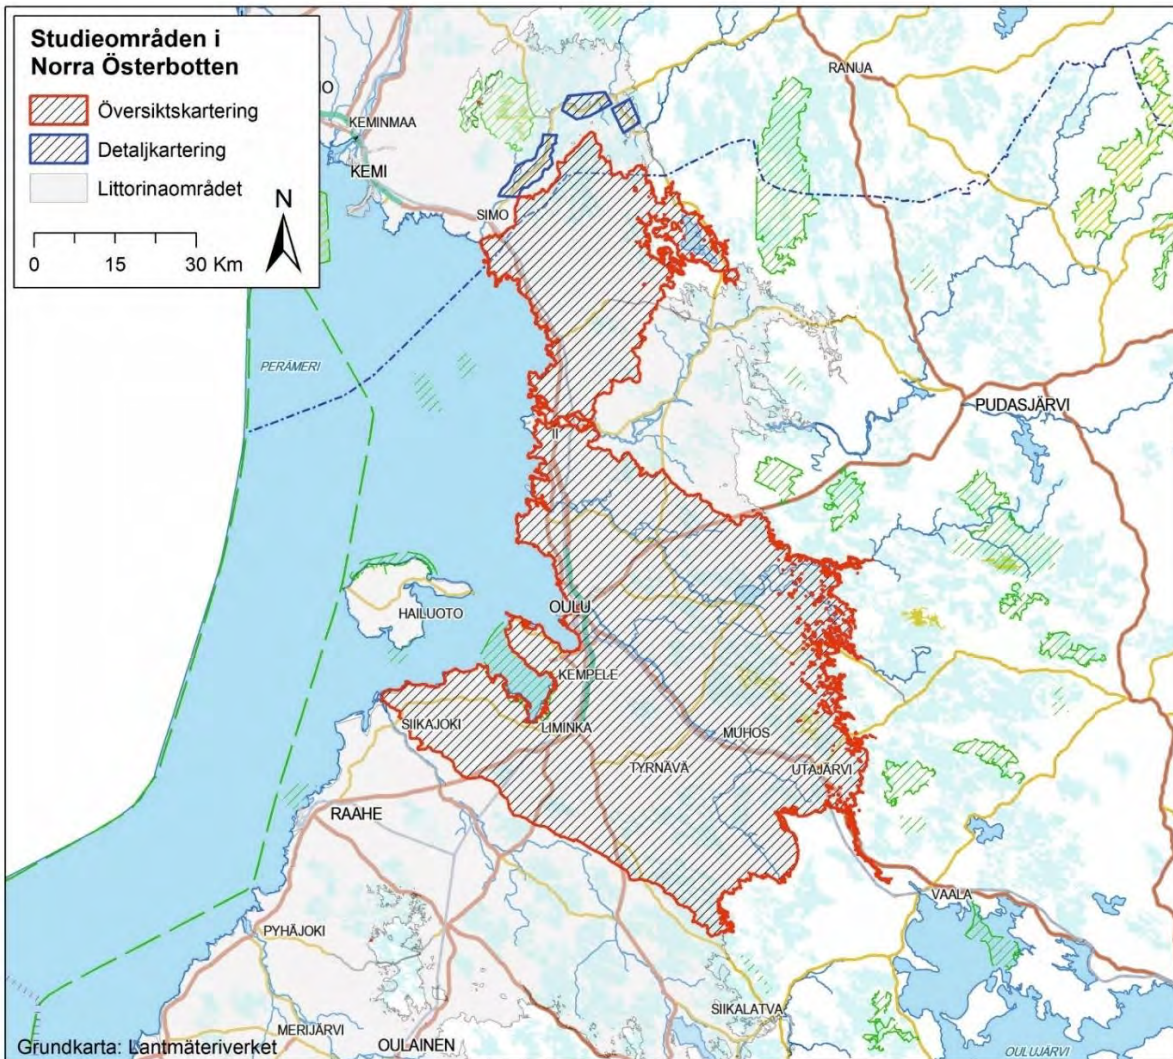 Studieområden i
Norra Österbotten
Översiktskartering
Detaljkartering
Littorinaområdet
N
0 15 30 Km
RANUA
KEMINMAA
KEMI
SIMO
PERÄMERI
PUDASJÄRVI
II
HAILUOTO
OULU
KEMPELE
SIIKAJOKI
LIMINKA
MUHOS
TYRNÄVÄ
UTAJÄRVI
RAAHE
VAALA
PYHÄJOKI
SIIKALATVA
MERIJÄRVI
OULAINEN
OULUJÄRVI
Grundkarta: Lantmäteriverket